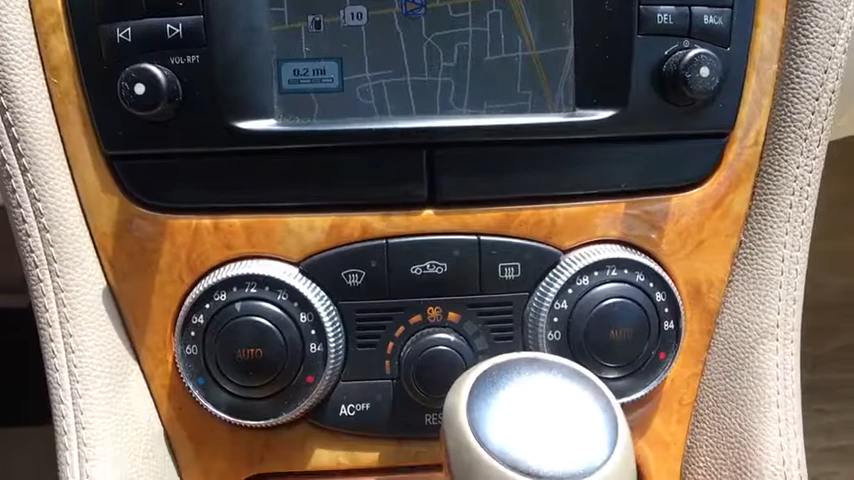 10
DEL BACK
VOL·RPT
0.2 mi
60 64 68 72 76 80 84
AUTO
60 64 68 72 76 80 84
AUTO
AC OFF
RES